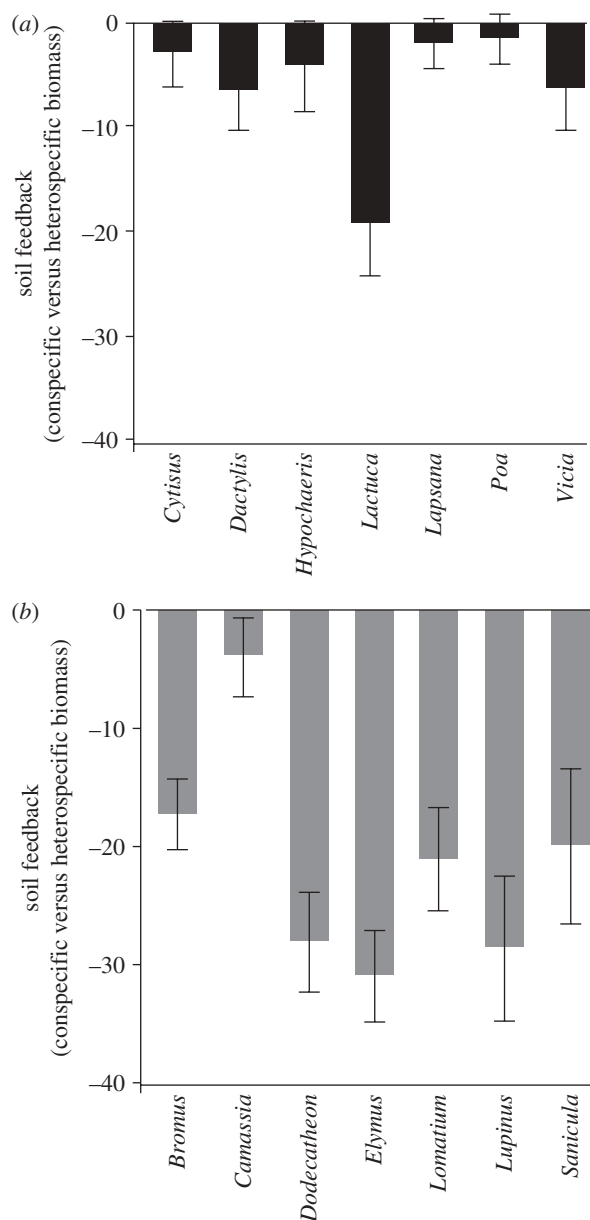 (a)
0
−10
−20
−30
−40
soil feedback
(conspecific versus heterospecific biomass)
Cytisus
Dactylis
Hypochaeris
Lactuca
Lapsana
Poa
Vicia
(b)
0
−10
−20
−30
−40
soil feedback
(conspecific versus heterospecific biomass)
Bromus
Camassia
Dodecatheon
Elymus
Lomatium
Lupinus
Sanicula